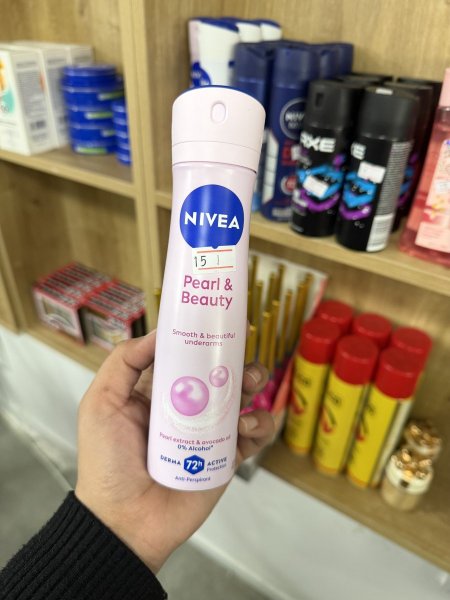 NIVEA
15
Pearl &
Beauty
Smooth & beautiful
underarms
Pearl extract & avocado oil
0% Alcohol*
DERMA 72h ACTIVE
Protection
Anti-Perspirant
NIVEA
AXE